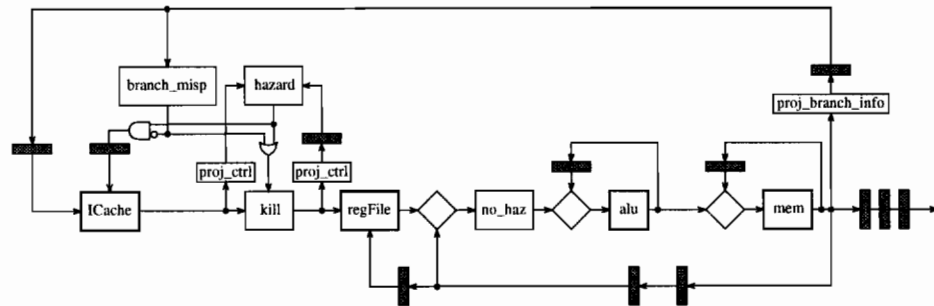 branch_misp
hazard
proj_branch_info
proj_ctrl
proj_ctrl
ICache
kill
regFile
no_haz
alu
mem